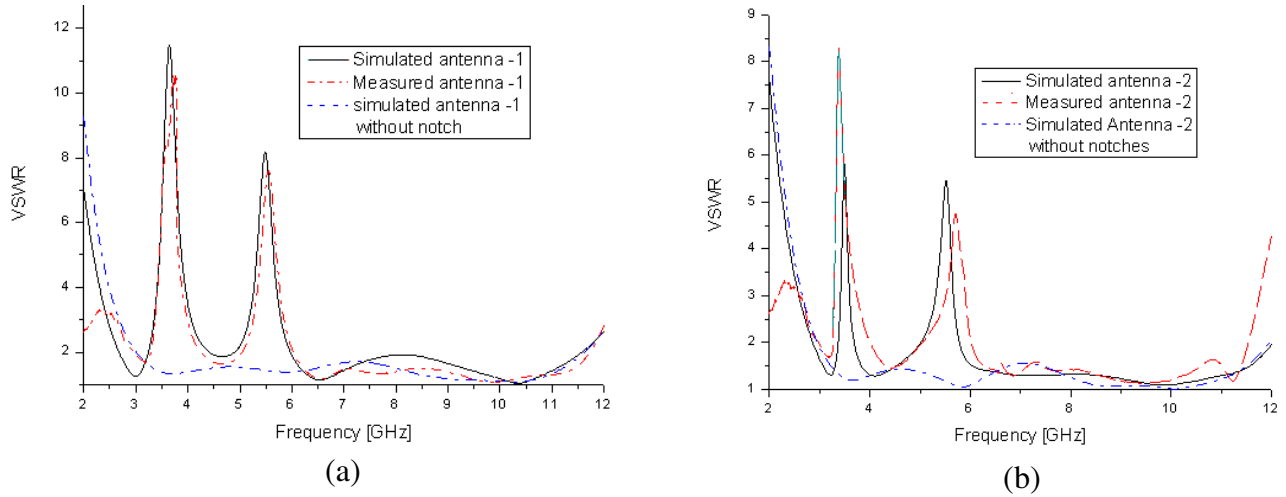 12
10
8
6
4
2
VSWR
Simulated antenna -1
Measured antenna -1
simulated antenna -1
without notch
2 3 4 5 6 7 8 9 10 11 12
Frequency [GHz]
(a)
9
8
7
6
5
4
3
2
1
VSWR
Simulated antenna -2
Measured antenna -2
Simulated Antenna -2
without notches
2 4 6 8 10 12
Frequency [GHz]
(b)